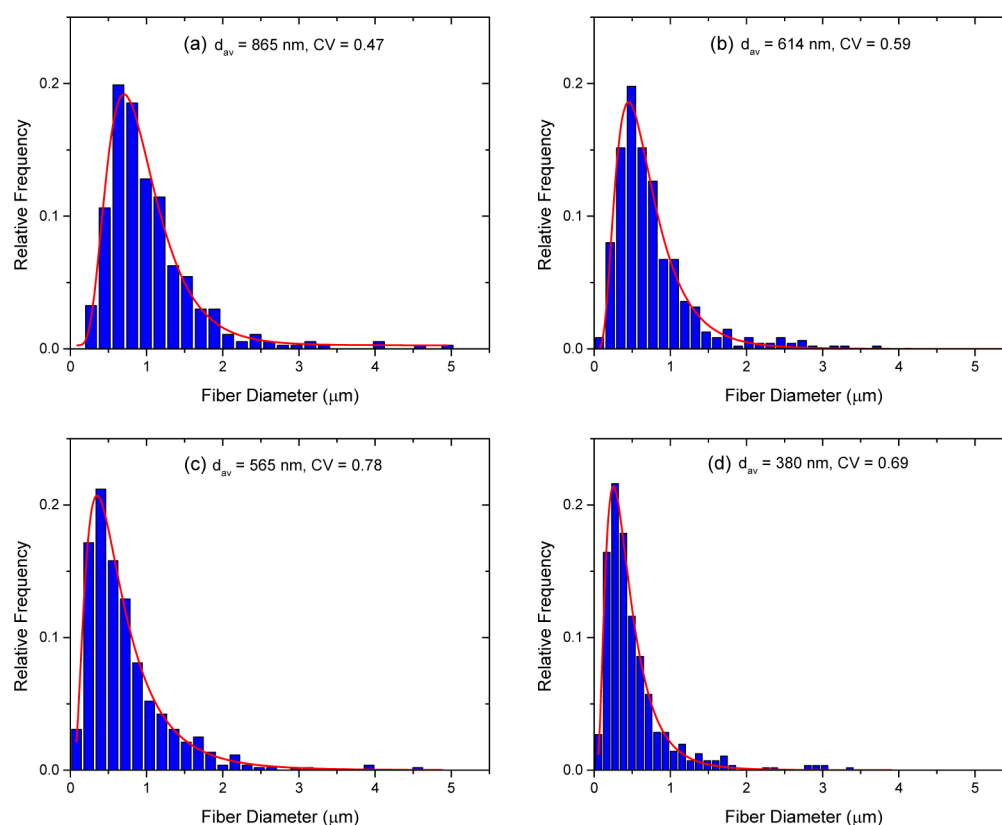 (a) d_av = 865 nm, CV = 0.47
0.2
0.1
0.0
Relative Frequency
0 1 2 3 4 5
Fiber Diameter (μm)
(b) d_av = 614 nm, CV = 0.59
0.2
0.1
0.0
Relative Frequency
0 1 2 3 4 5
Fiber Diameter (μm)
(c) d_av = 565 nm, CV = 0.78
0.2
0.1
0.0
Relative Frequency
0 1 2 3 4 5
Fiber Diameter (μm)
(d) d_av = 380 nm, CV = 0.69
0.2
0.1
0.0
Relative Frequency
0 1 2 3 4 5
Fiber Diameter (μm)